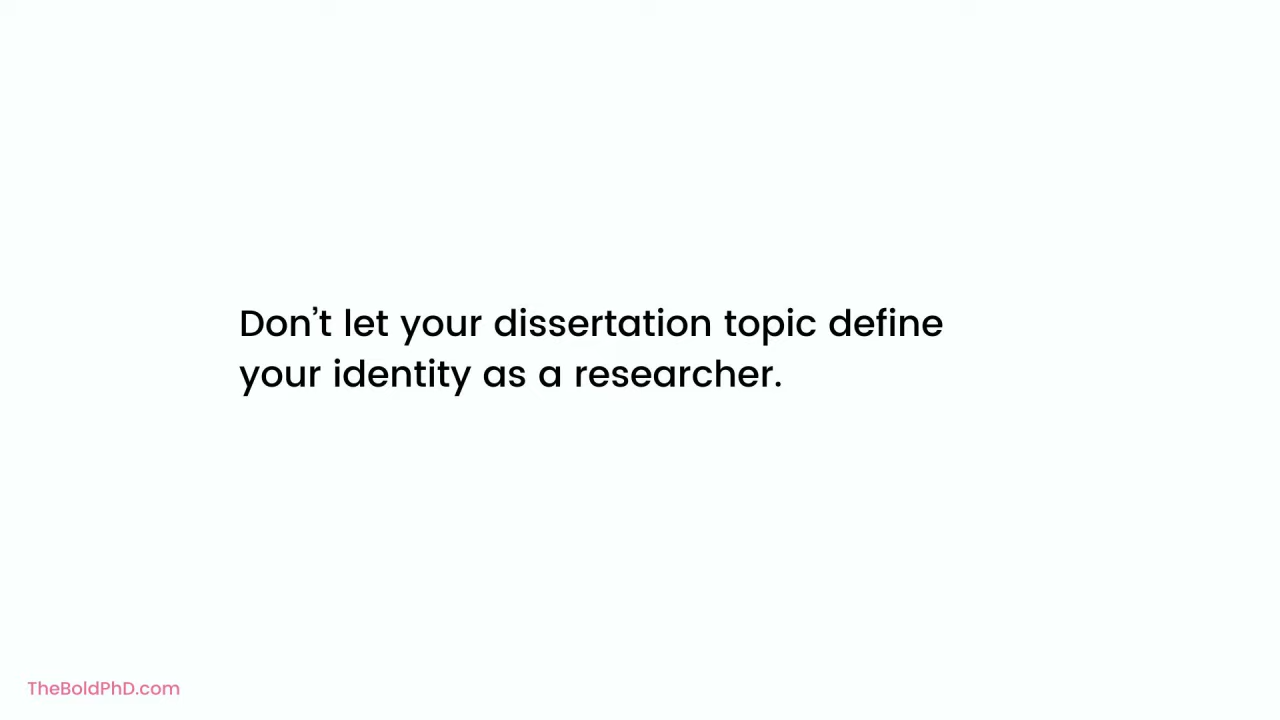 Don’t let your dissertation topic define
your identity as a researcher.
TheBoldPhD.com